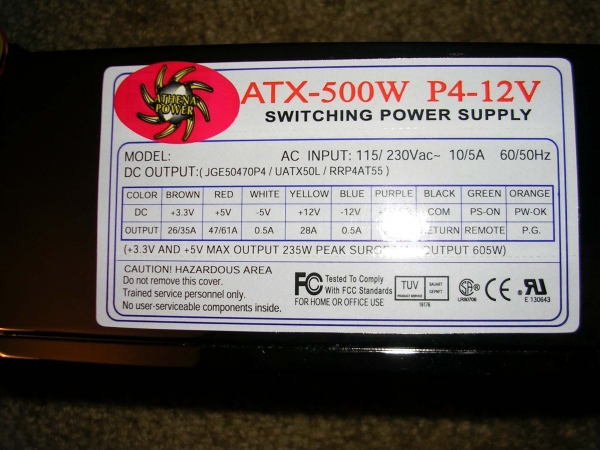 ATHENA
POWER
ATX-500W P4-12V
SWITCHING POWER SUPPLY
MODEL: AC INPUT: 115/ 230Vac~ 10/5A 60/50Hz
DC OUTPUT:( JGE50470P4 / UATX50L / RRP4AT55 )
COLOR BROWN RED WHITE YELLOW BLUE PURPLE BLACK GREEN ORANGE
DC +3.3V +5V -5V +12V -12V COM PS-ON PW-OK
OUTPUT 26/35A 47/61A 0.5A 28A 0.5A RETURN REMOTE P.G.
(+3.3V AND +5V MAX OUTPUT 235W PEAK OUTPUT 605W)
CAUTION! HAZARDOUS AREA
Do not remove this cover.
Trained service personnel only.
No user-serviceable components inside.
FC Tested To Comply
With FCC Standards
FOR HOME OR OFFICE USE
TUV
PRODUCT SERVICE
19176
LR80706
CE
E 130643